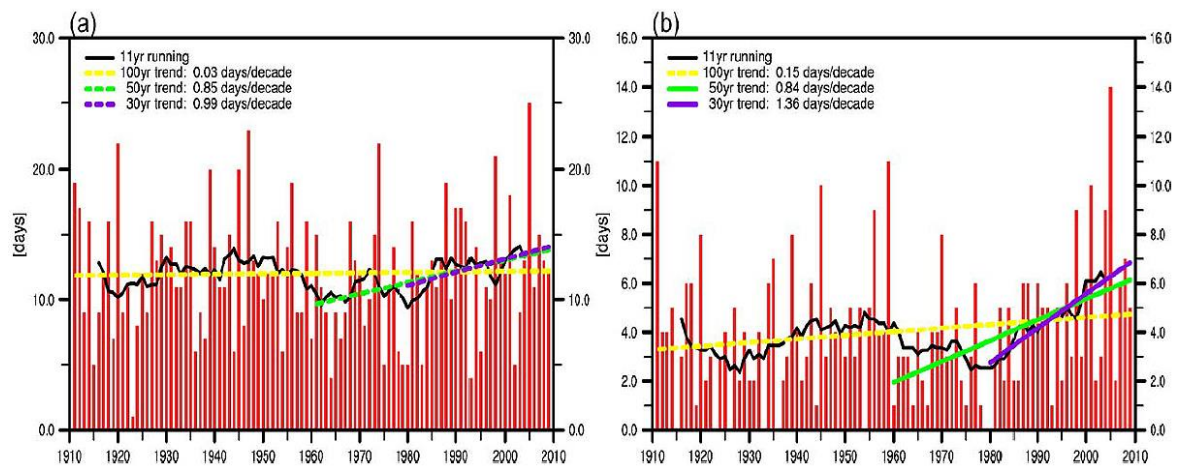 (a)
30.0 30.0
11yr running
100yr trend: 0.03 days/decade
50yr trend: 0.85 days/decade
30yr trend: 0.99 days/decade
20.0 20.0
[days]
10.0 10.0
0.0 0.0
1910 1920 1930 1940 1950 1960 1970 1980 1990 2000 2010
(b)
16.0 16.0
11yr running
100yr trend: 0.15 days/decade
50yr trend: 0.84 days/decade
30yr trend: 1.36 days/decade
14.0 14.0
12.0 12.0
10.0 10.0
[days]
8.0 8.0
6.0 6.0
4.0 4.0
2.0 2.0
0.0 0.0
1910 1920 1930 1940 1950 1960 1970 1980 1990 2000 2010